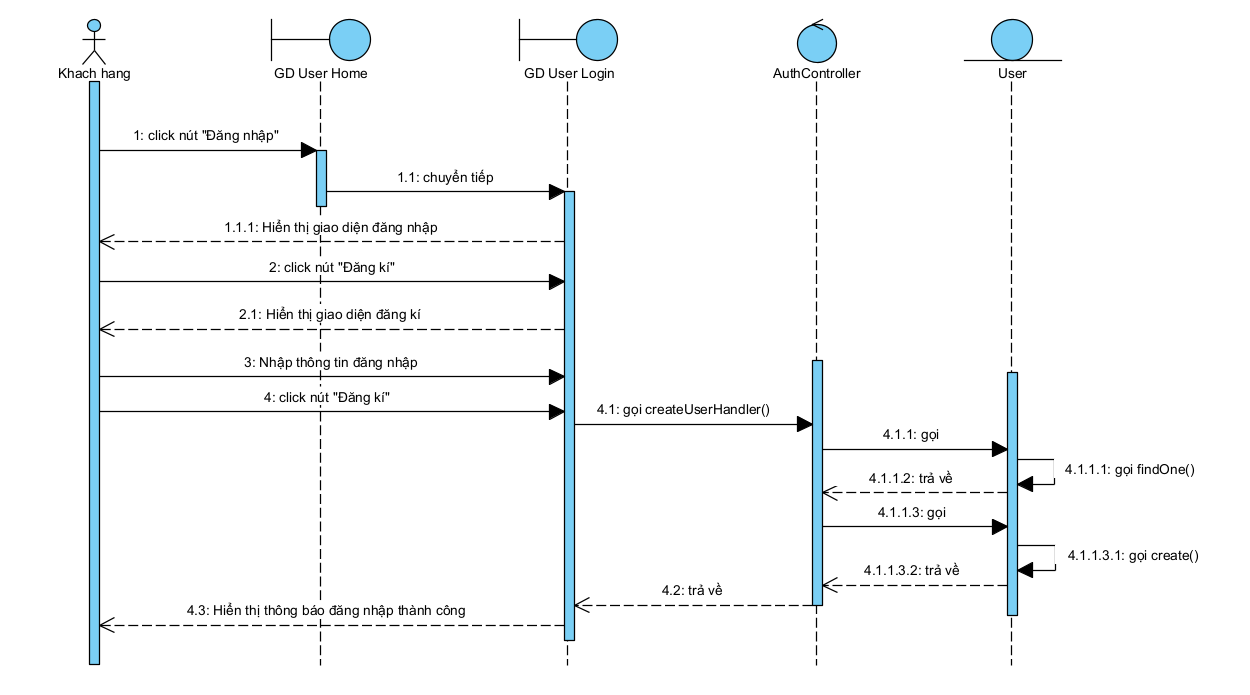 Khach hang
GD User Home
GD User Login
AuthController
User
1: click nút "Đăng nhập"
1.1: chuyển tiếp
1.1.1: Hiển thị giao diện đăng nhập
2: click nút "Đăng kí"
2.1: Hiển thị giao diện đăng kí
3: Nhập thông tin đăng nhập
4: click nút "Đăng kí"
4.1: gọi createUserHandler()
4.1.1: gọi
4.1.1.1: gọi findOne()
4.1.1.2: trả về
4.1.1.3: gọi
4.1.1.3.1: gọi create()
4.1.1.3.2: trả về
4.2: trả về
4.3: Hiển thị thông báo đăng nhập thành công